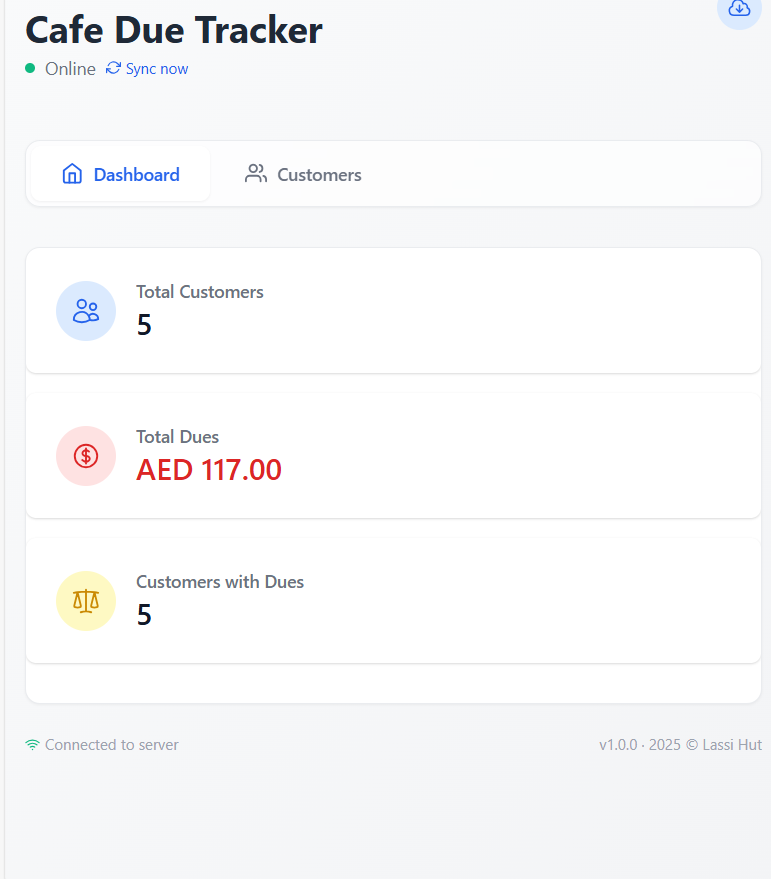 Cafe Due Tracker
Online Sync now
Dashboard Customers
Total Customers
5
Total Dues
AED 117.00
Customers with Dues
5
Connected to server v1.0.0 · 2025 © Lassi Hut